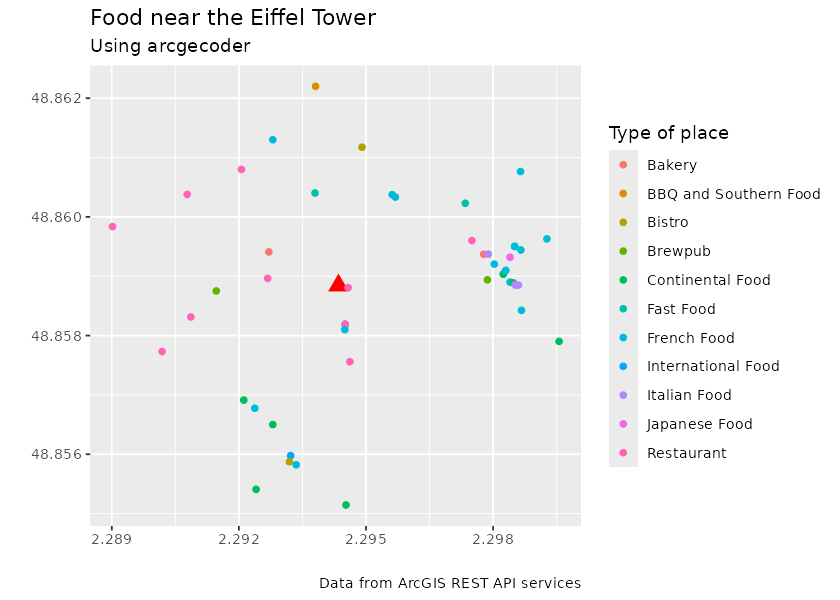 Food near the Eiffel Tower
Using arcgecoder
48.862
48.860
48.858
48.856
2.289
2.292
2.295
2.298
Type of place
Bakery
BBQ and Southern Food
Bistro
Brewpub
Continental Food
Fast Food
French Food
International Food
Italian Food
Japanese Food
Restaurant
Data from ArcGIS REST API services